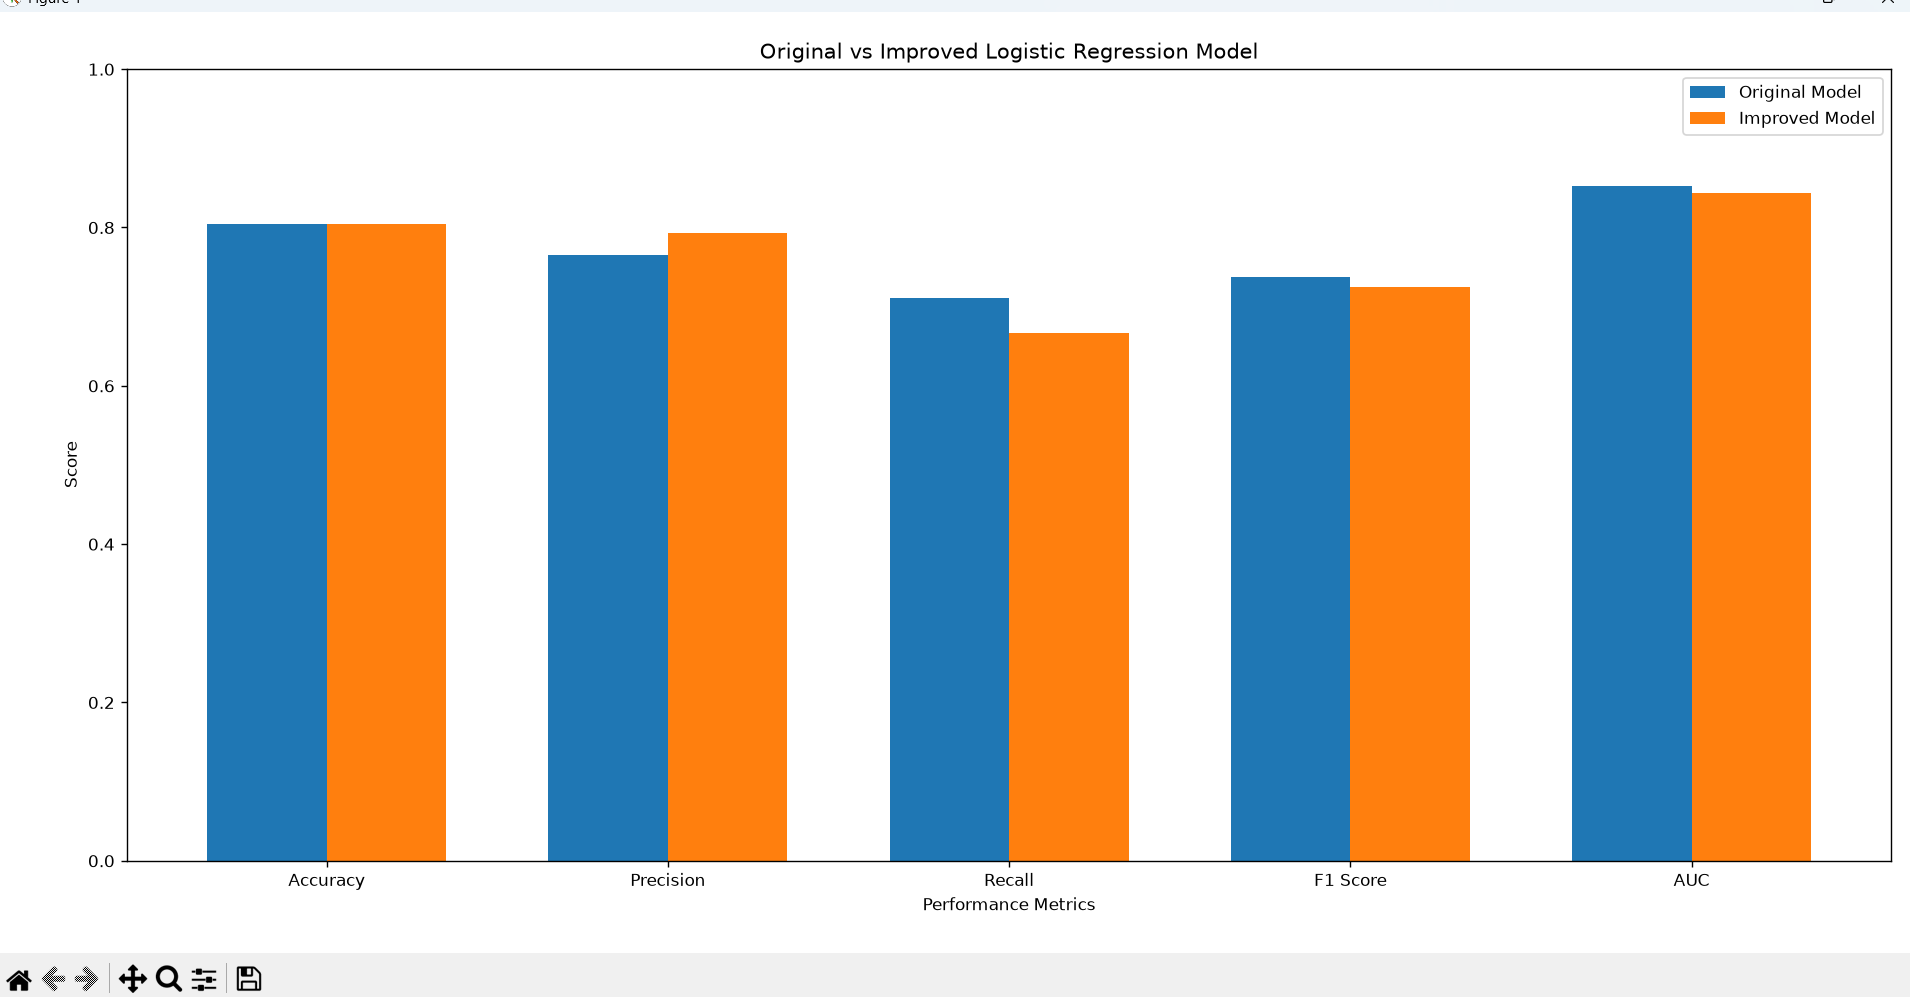 Original vs Improved Logistic Regression Model
1.0
0.8
0.6
0.4
0.2
0.0
Score
Original Model
Improved Model
Accuracy
Precision
Recall
F1 Score
AUC
Performance Metrics